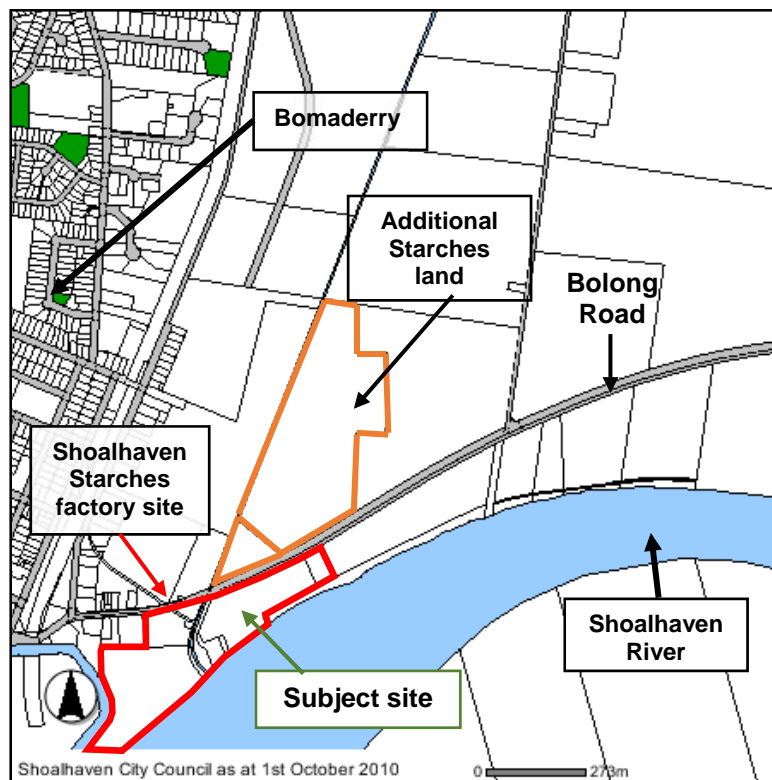 Bomaderry
Additional
Starches
land
Bolong
Road
Shoalhaven
Starches
factory site
Shoalhaven
River
Subject site
Shoalhaven City Council as at 1st October 2010
0 273m